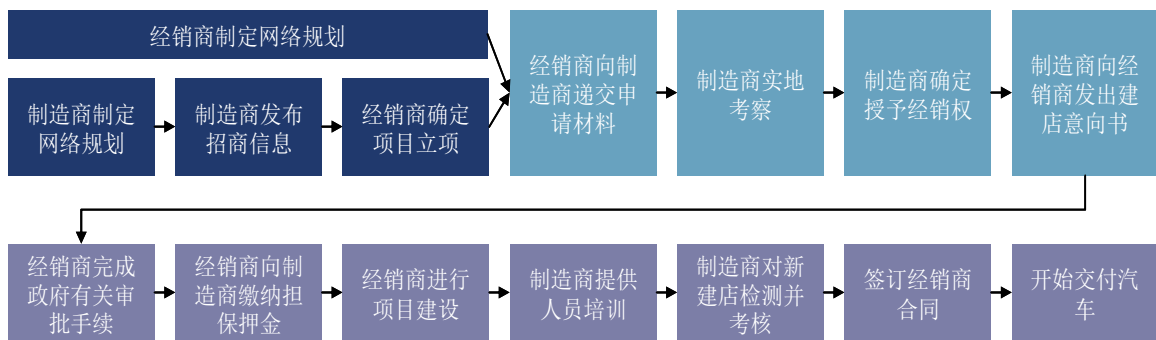 经销商制定网络规划
制造商制定
网络规划
制造商发布
招商信息
经销商确定
项目立项
经销商向制
造商递交申
请材料
制造商实地
考察
制造商确定
授予经销权
制造商向经
销商发出建
店意向书
经销商完成
政府有关审
批手续
经销商向制
造商缴纳担
保押金
经销商进行
项目建设
制造商提供
人员培训
制造商对新
建店检测并
考核
签订经销商
合同
开始交付汽
车